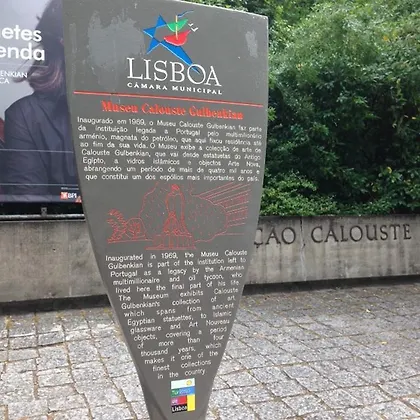 etes
enda
BENKIAN
CA
BPI
LISBOA
CÂMARA MUNICIPAL
Museu Calouste Gulbenkian
Inaugurado em 1969, o Museu Calouste Gulbenkian faz parte
da instituição legada a Portugal pelo multimilionário
arménio, magnata do petróleo, que aqui fixou residência até
ao fim da sua vida. O Museu exibe a colecção de arte de
Calouste Gulbenkian, que vai desde estatuetas do Antigo
Egipto, a vidros islâmicos e objectos Arte Nova,
abrangendo um período de mais de quatro mil anos e
que constitui um dos espólios mais importantes do país.
Inaugurated in 1969, the Museu Calouste
Gulbenkian is part of the institution left to
Portugal as a legacy by the Armenian
multimillionaire and oil tycoon, who
lived here the final part of his life.
The Museum exhibits Calouste
Gulbenkian's collection of art,
which spans from ancient
Egyptian statuettes, to Islamic
glassware and Art Nouveau
objects, covering a period
of more than four
thousand years, which
makes it one of the
finest collections
in the country
Turismo
de
Lisboa
ÇÃO CALOUSTE